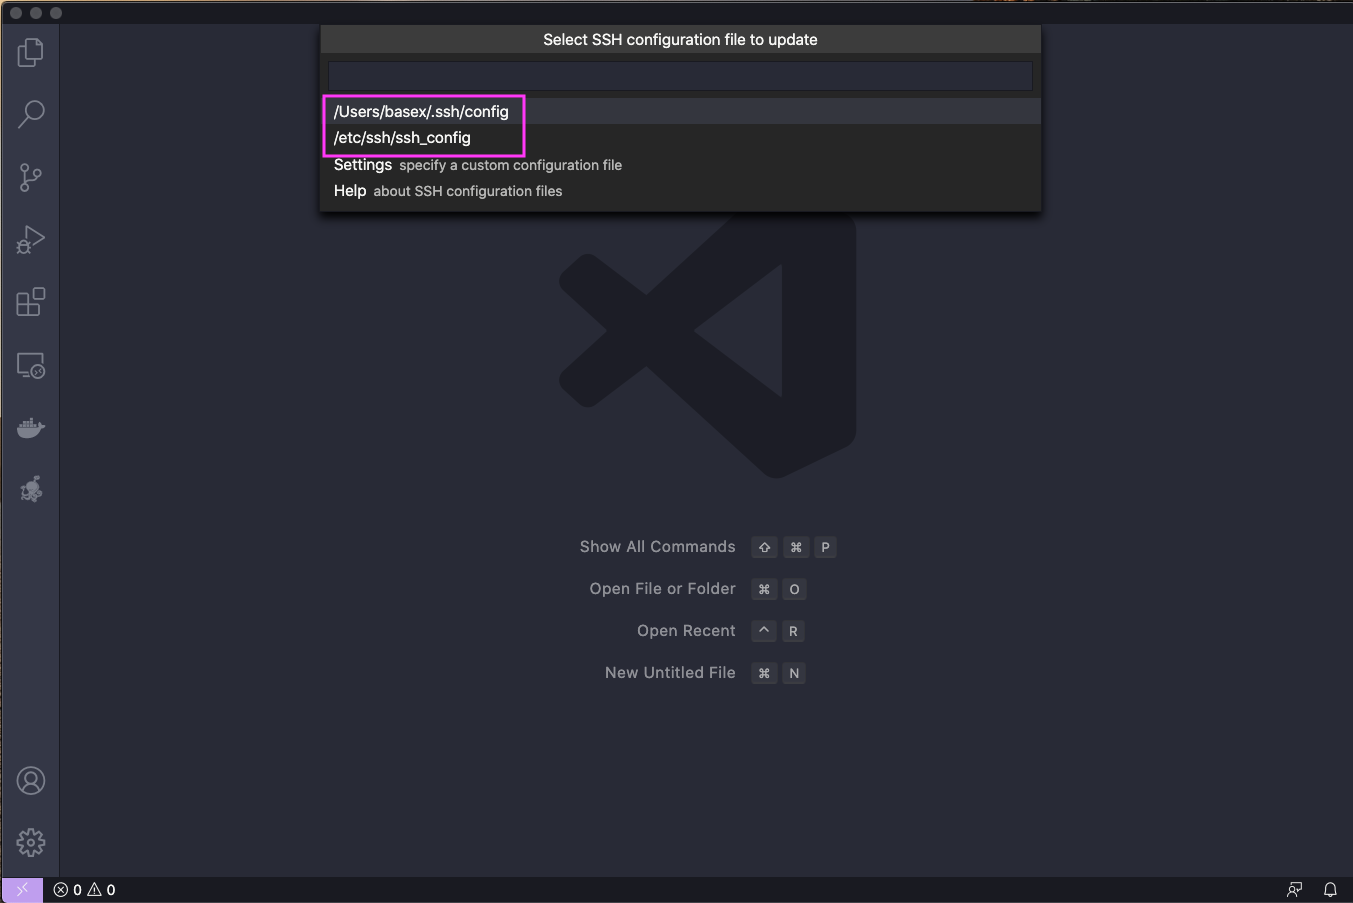 Select SSH configuration file to update
/Users/basex/.ssh/config
/etc/ssh/ssh_config
Settings specify a custom configuration file
Help about SSH configuration files
Show All Commands ⇧ ⌘ P
Open File or Folder ⌘ O
Open Recent ^ R
New Untitled File ⌘ N
0 0